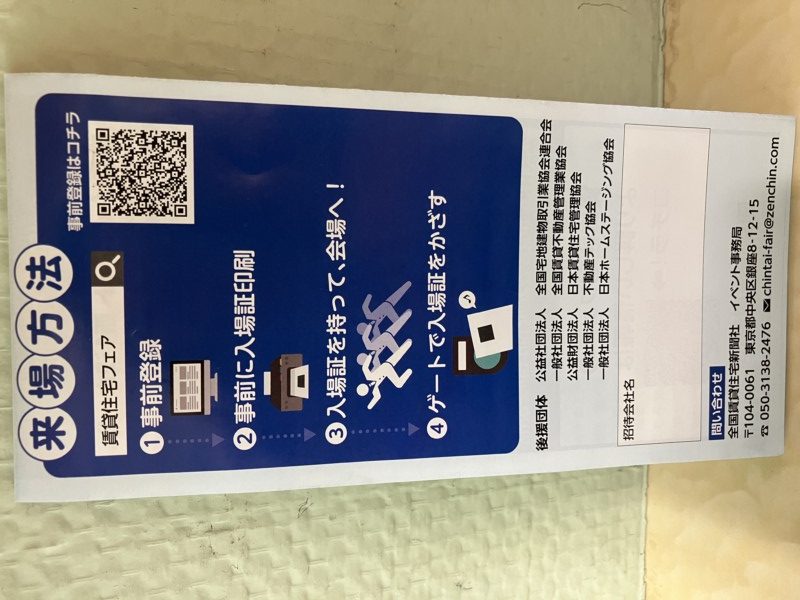 来場方法
賃貸住宅フェア
事前登録はコチラ
1 事前登録
2 事前に入場証印刷
3 入場証を持って、会場へ！
4 ゲートで入場証をかざす
後援団体 公益社団法人 全国宅地建物取引業協会連合会
一般社団法人 全国賃貸不動産管理業協会
公益財団法人 日本賃貸住宅管理協会
一般社団法人 不動産テック協会
一般社団法人 日本ホームステージング協会
招待会社名
問い合わせ
全国賃貸住宅新聞社 イベント事務局
〒104-0061 東京都中央区銀座8-12-15
☎ 050-3138-2476 ✉ chintai-fair@zenchin.com